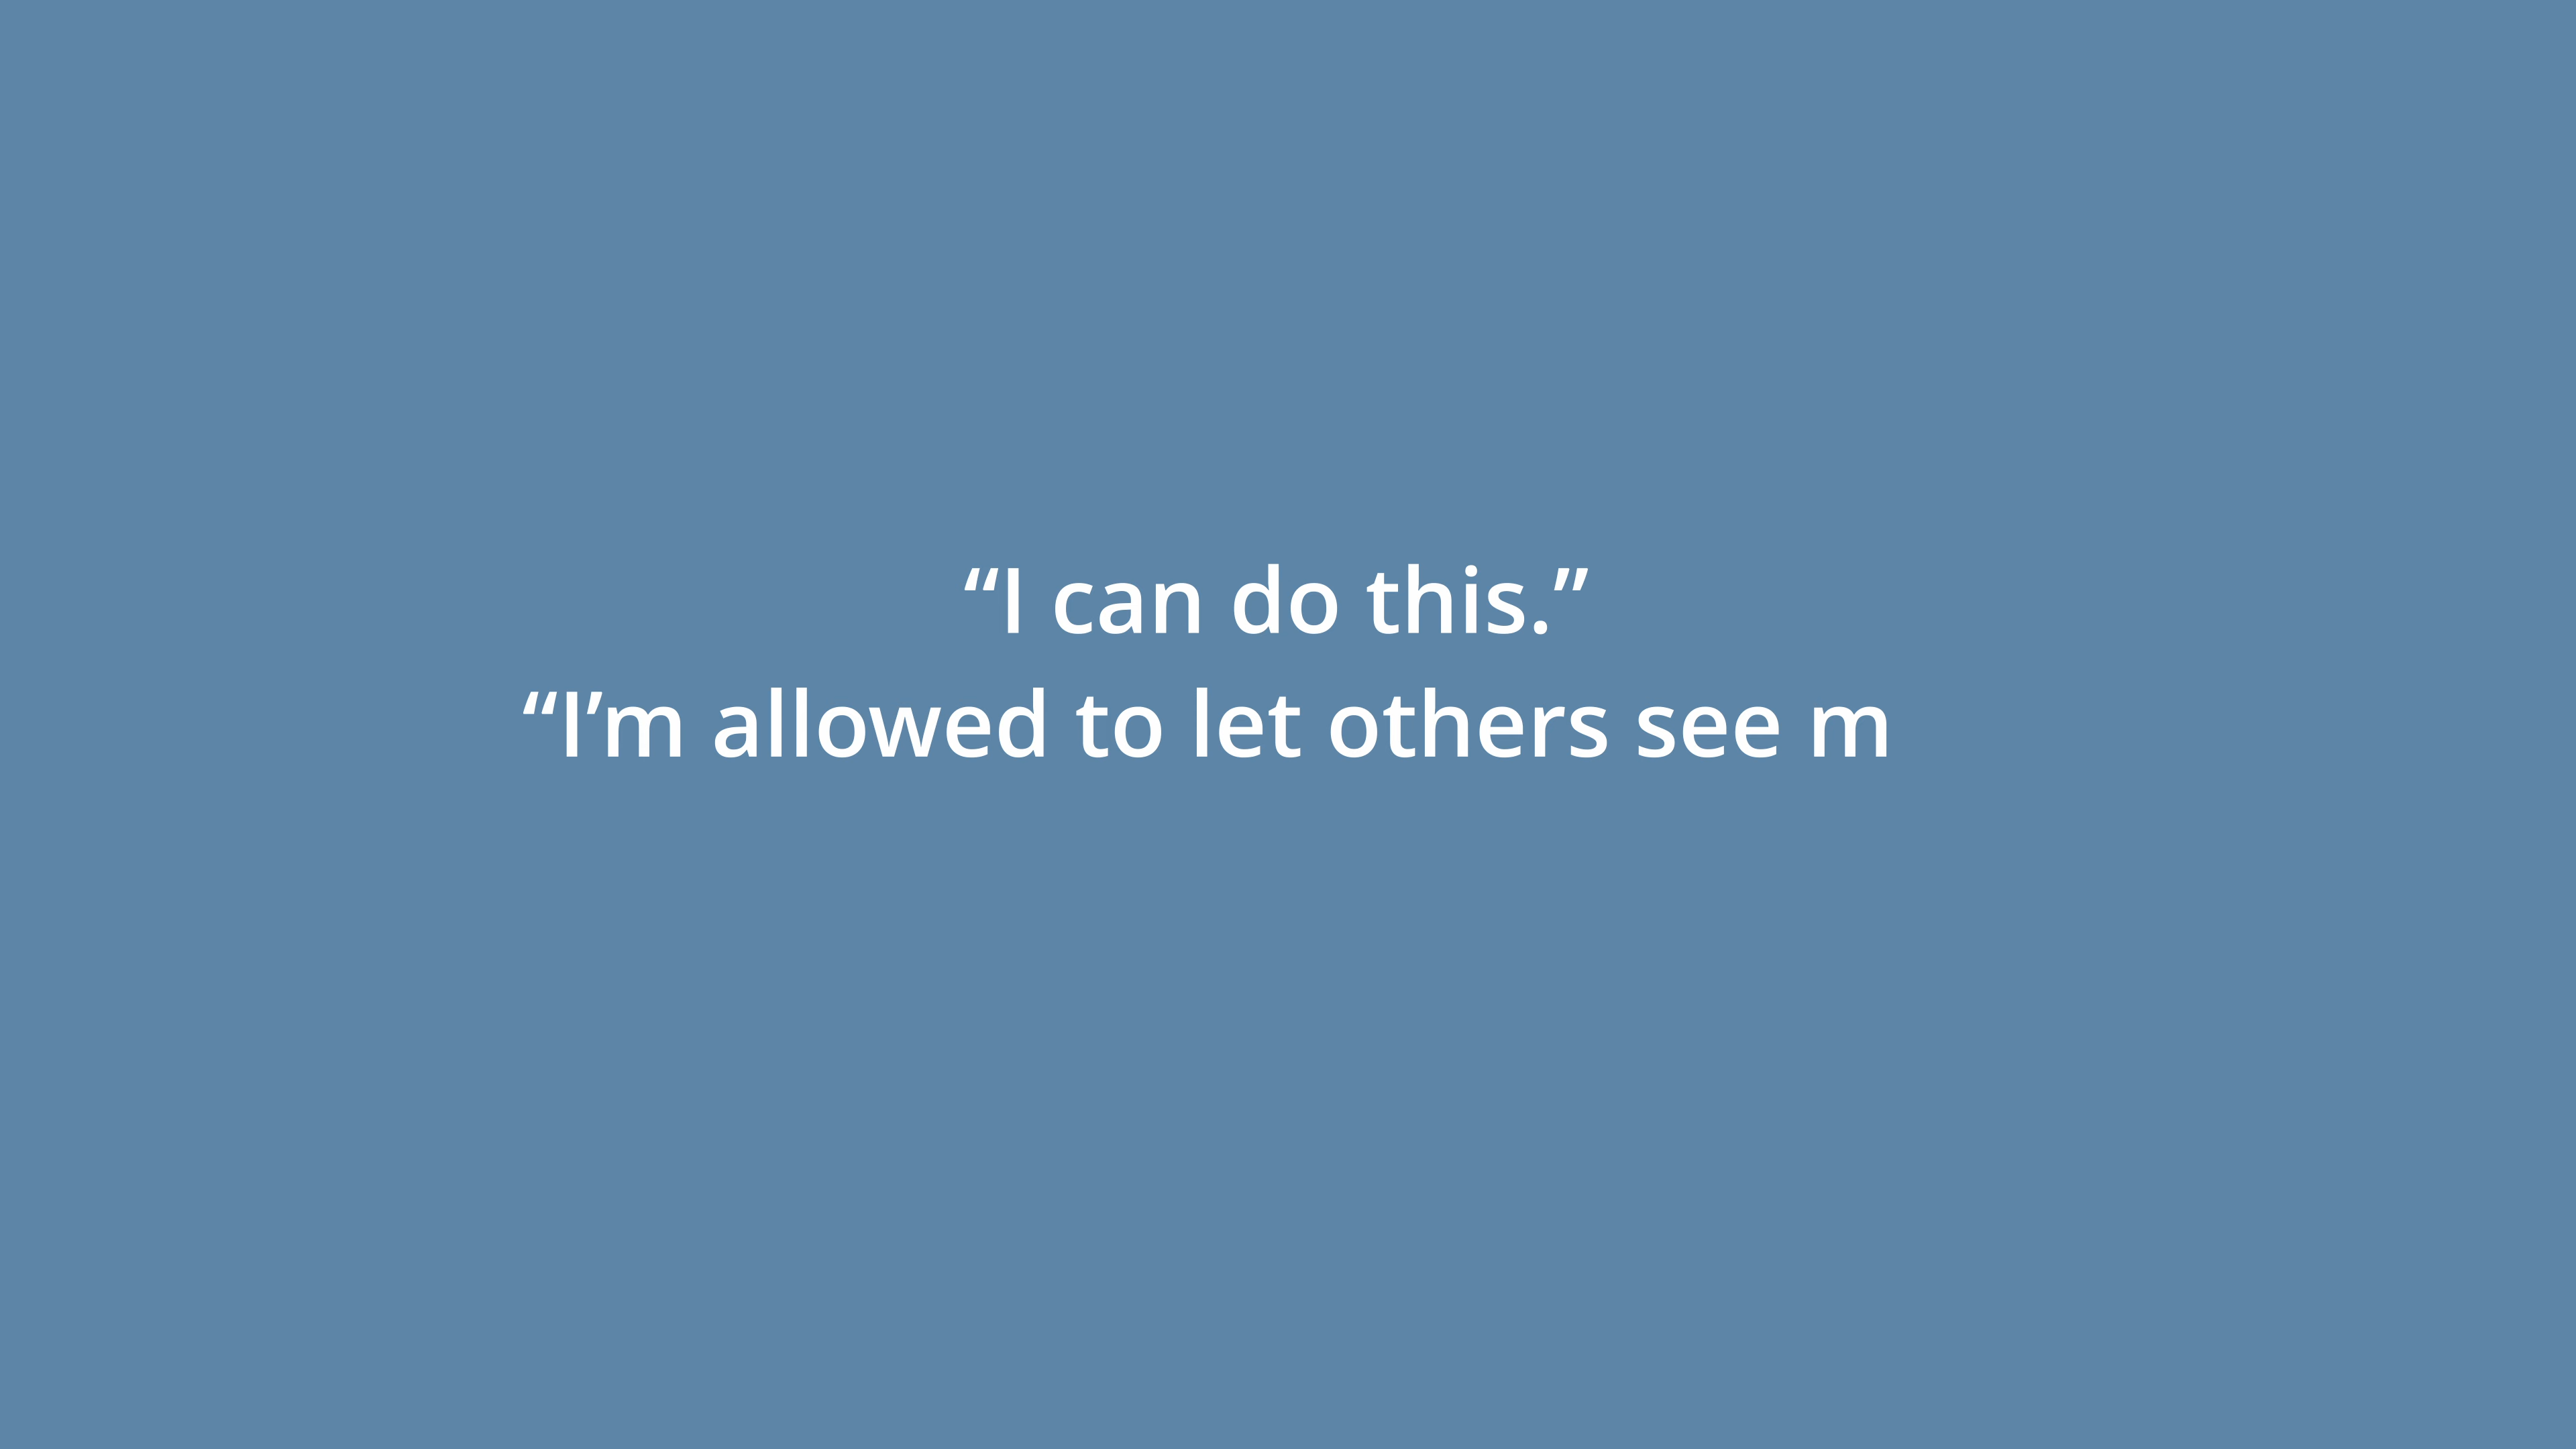 “I can do this.”
“I’m allowed to let others see m